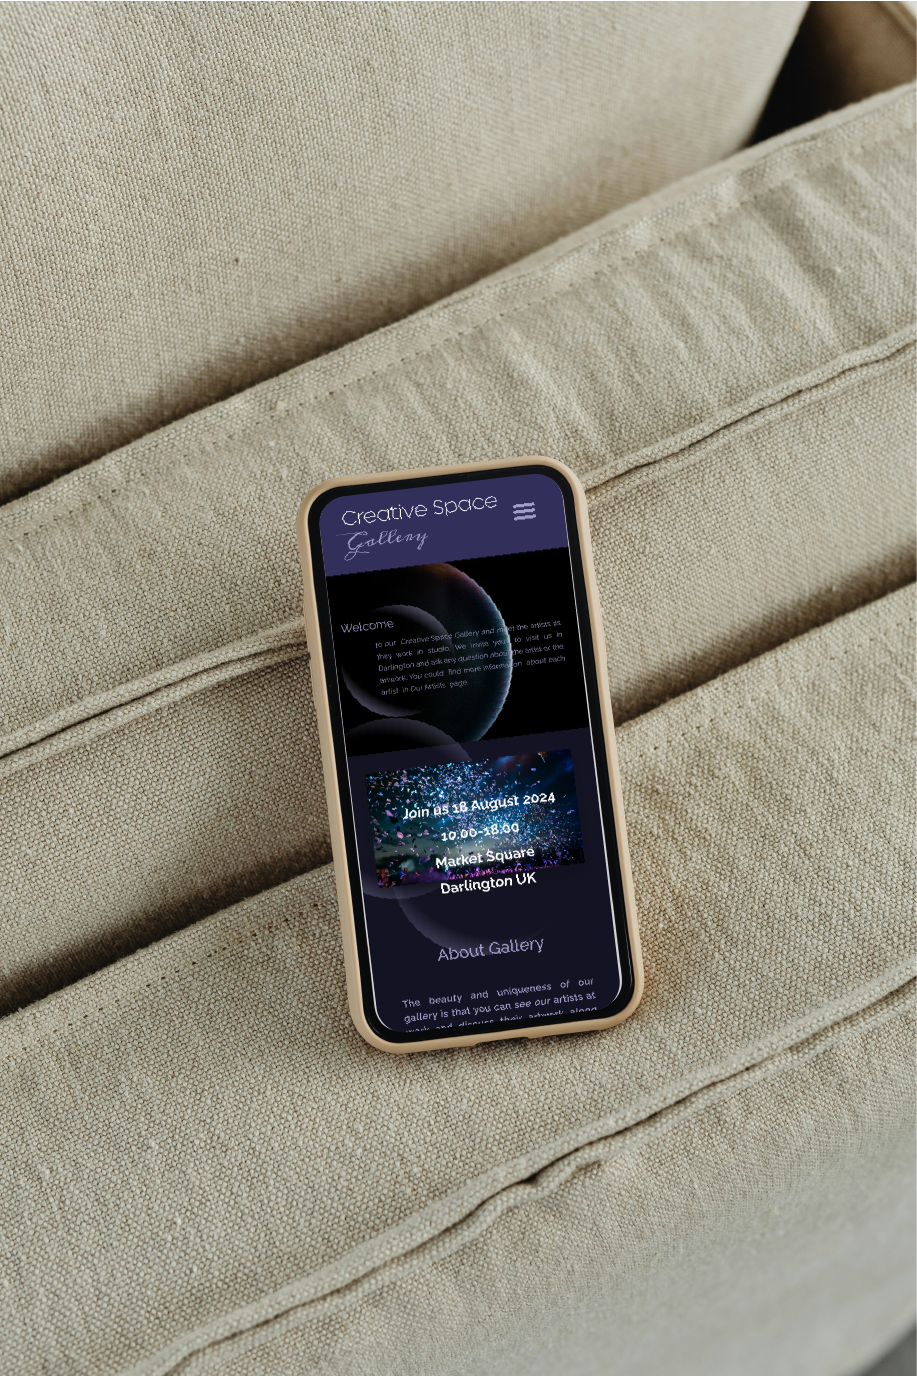 Creative Space
Gallery
Welcome
to our Creative Space Gallery and meet the artists as
they work in studio. We invite you to visit us in
Darlington and ask any question about the artist or the
artwork. You could find more information about each
artist in Our Artists page.
Join us 18 August 2024
10.00-18.00
Market Square
Darlington UK
About Gallery
The beauty and uniqueness of our
gallery is that you can see our artists at
work and discuss their artwork along